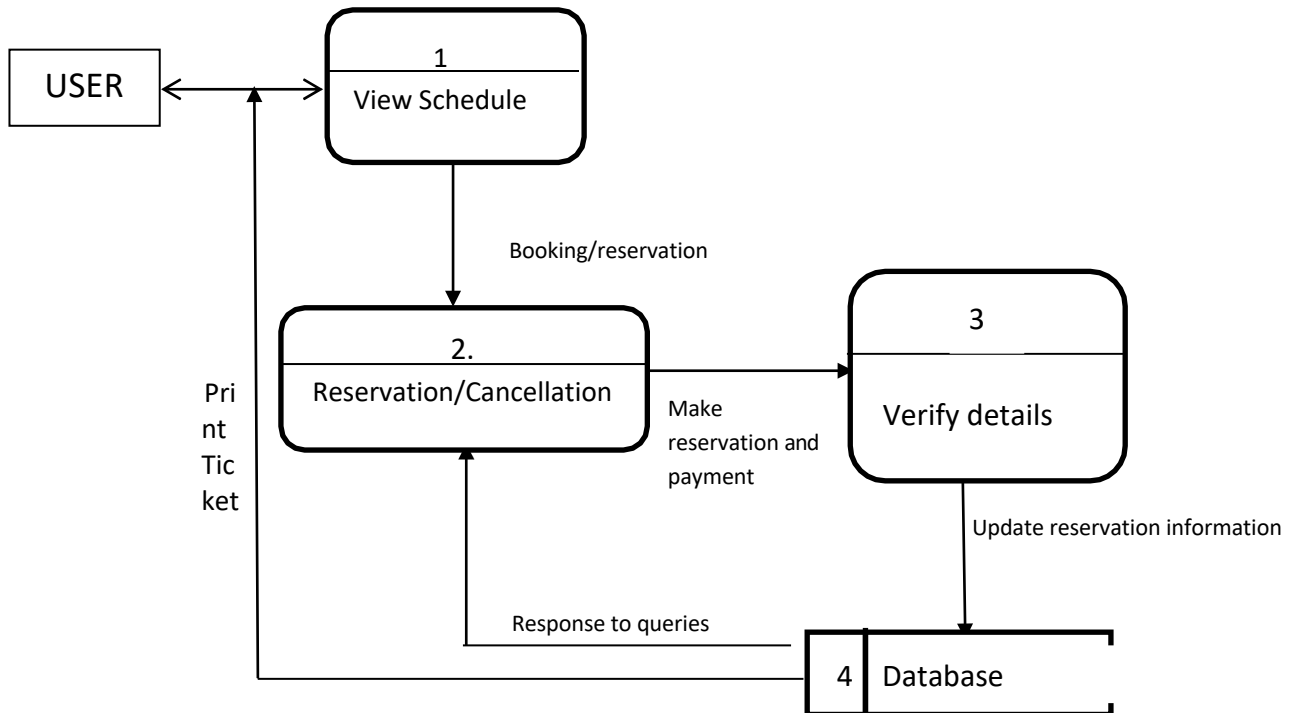 1
USER
View Schedule
Booking/reservation
3
2.
Reservation/Cancellation
Pri
nt
Tic
ket
Make
reservation and
payment
Verify details
Update reservation information
Response to queries
4
Database